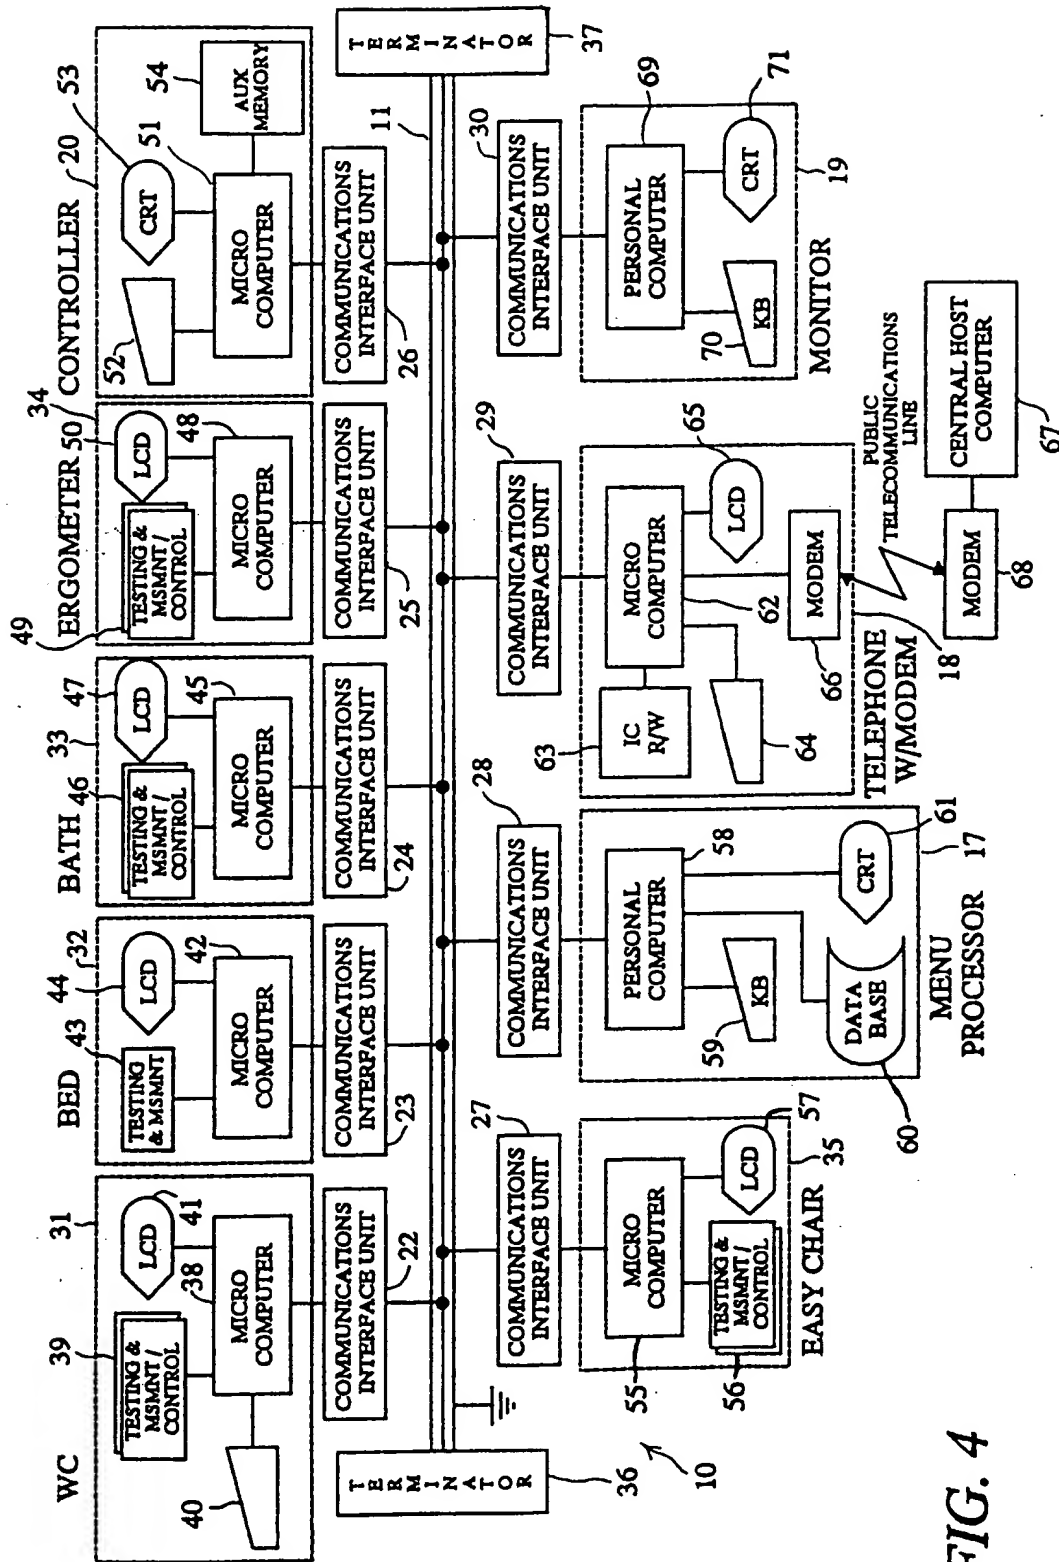 WC
31
39
TESTING &
MSMNT /
CONTROL
LCD
41
38
MICRO
COMPUTER
40
COMMUNICATIONS
INTERFACE UNIT
22
BED
32
44
43
TESTING
& MSMNT
LCD
42
MICRO
COMPUTER
COMMUNICATIONS
INTERFACE UNIT
23
BATH
33
46
47
TESTING &
MSMNT /
CONTROL
LCD
45
MICRO
COMPUTER
COMMUNICATIONS
INTERFACE UNIT
24
ERGOMETER
34
50
49
TESTING &
MSMNT /
CONTROL
LCD
48
MICRO
COMPUTER
COMMUNICATIONS
INTERFACE UNIT
25
CONTROLLER
20
53
52
CRT
51
54
AUX
MEMORY
MICRO
COMPUTER
COMMUNICATIONS
INTERFACE UNIT
26
TERMINATOR
36
11
TERMINATOR
37
10
27
COMMUNICATIONS
INTERFACE UNIT
MICRO
COMPUTER
55
TESTING &
MSMNT /
CONTROL
56
LCD
57
35
EASY CHAIR
28
COMMUNICATIONS
INTERFACE UNIT
PERSONAL
COMPUTER
58
KB
59
DATA
BASE
60
CRT
61
17
MENU
PROCESSOR
29
COMMUNICATIONS
INTERFACE UNIT
MICRO
COMPUTER
62
63
IC
R/W
64
LCD
65
MODEM
66
18
TELEPHONE
W/MODEM
PUBLIC
TELECOMMUNICATIONS
LINE
MODEM
68
CENTRAL HOST
COMPUTER
67
30
COMMUNICATIONS
INTERFACE UNIT
PERSONAL
COMPUTER
69
KB
70
CRT
71
19
MONITOR
FIG. 4